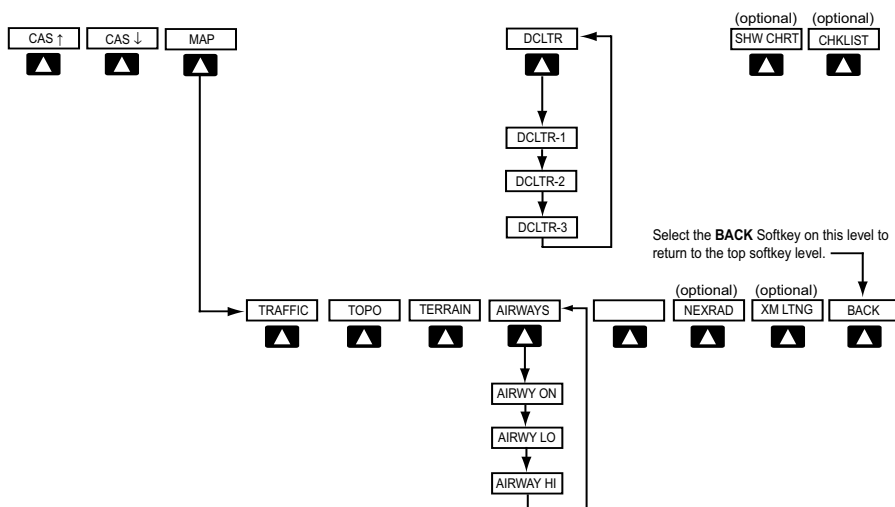 (optional) (optional)
CAS ↑ CAS ↓ MAP DCLTR SHW CHRT CHKLIST
DCLTR-1
DCLTR-2
DCLTR-3
Select the BACK Softkey on this level to
return to the top softkey level.
(optional) (optional)
TRAFFIC TOPO TERRAIN AIRWAYS NEXRAD XM LTNG BACK
AIRWY ON
AIRWY LO
AIRWAY HI